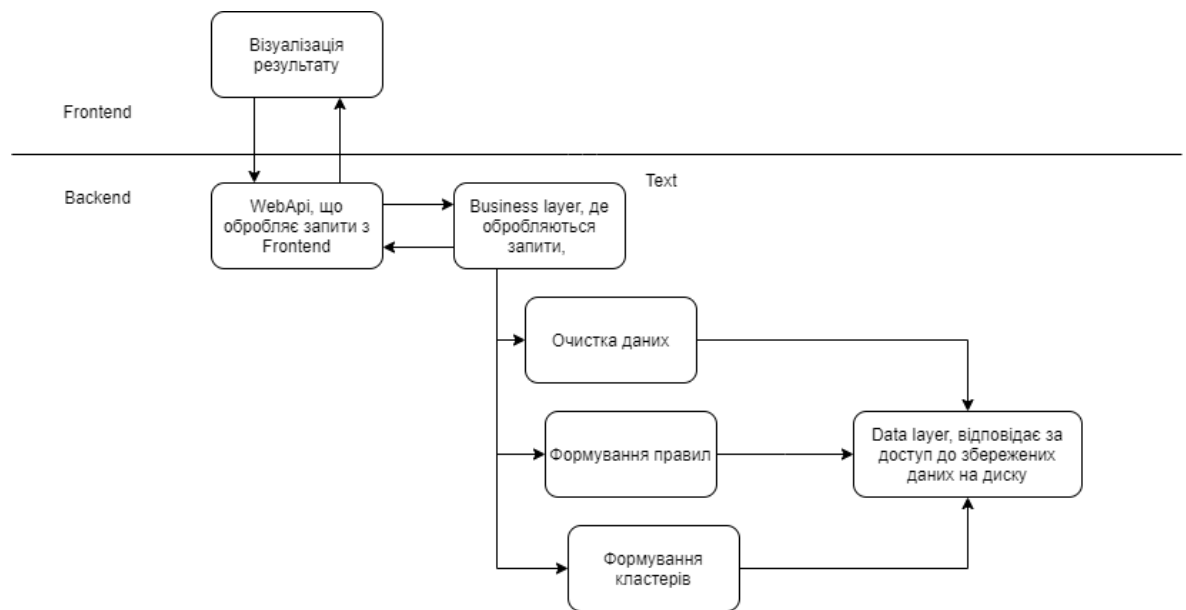 Візуалізація
результату
Frontend
Text
Backend
WebApi, що
обробляє запити з
Frontend
Business layer, де
обробляються
запити,
Очистка даних
Формування правил
Data layer, відповідає за
доступ до збережених
даних на диску
Формування
кластерів